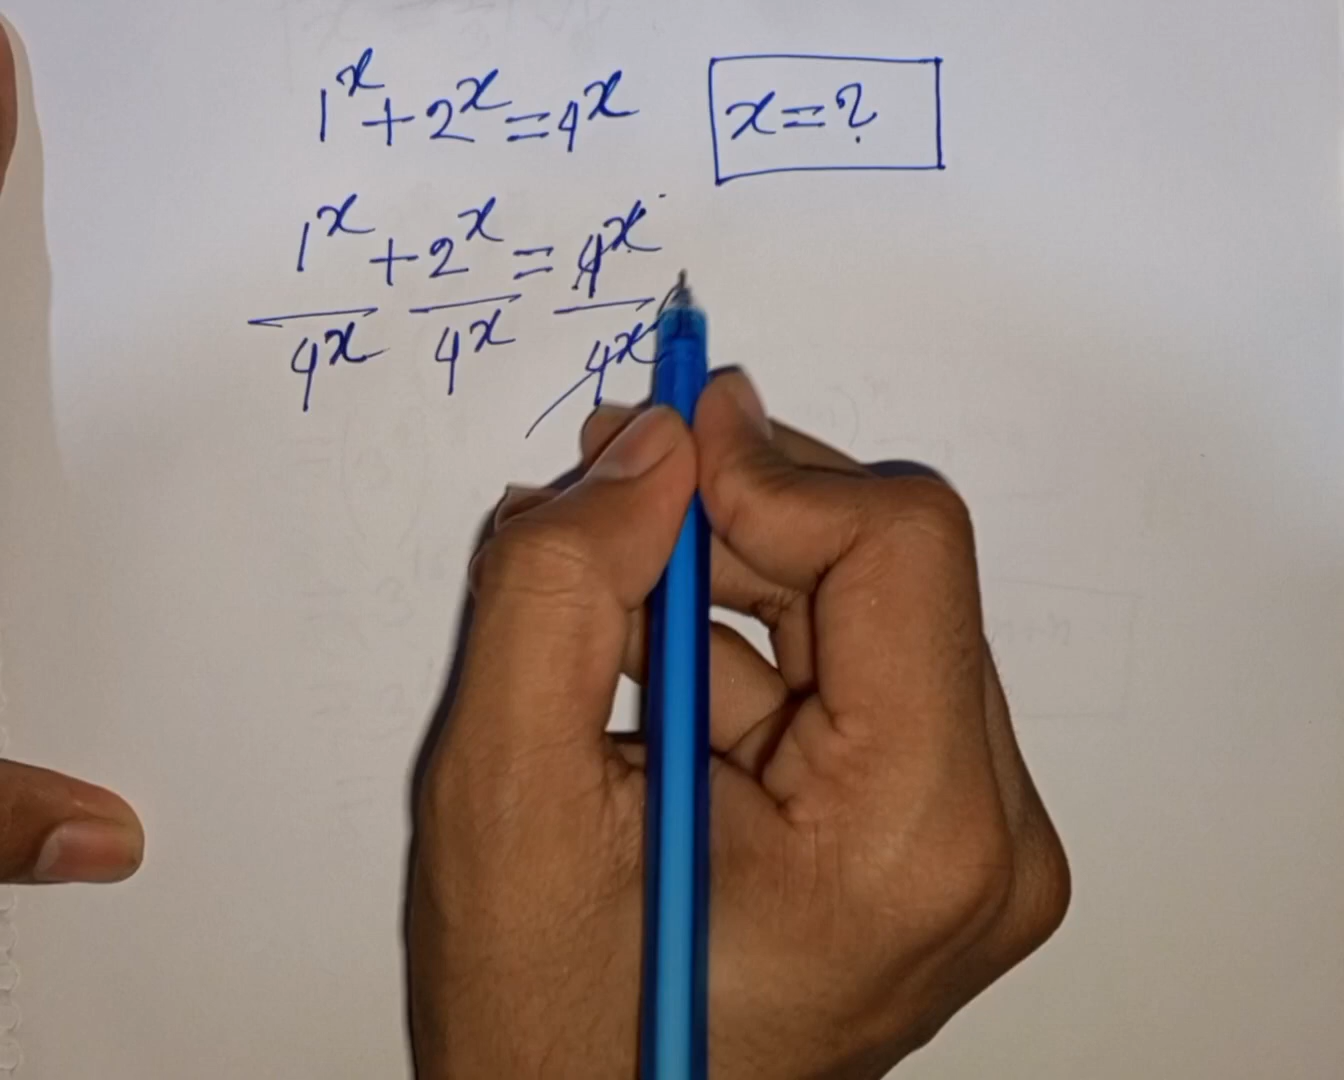 1^x + 2^x = 4^x   x = ?
1^x/4^x + 2^x/4^x = 4^x/4^x